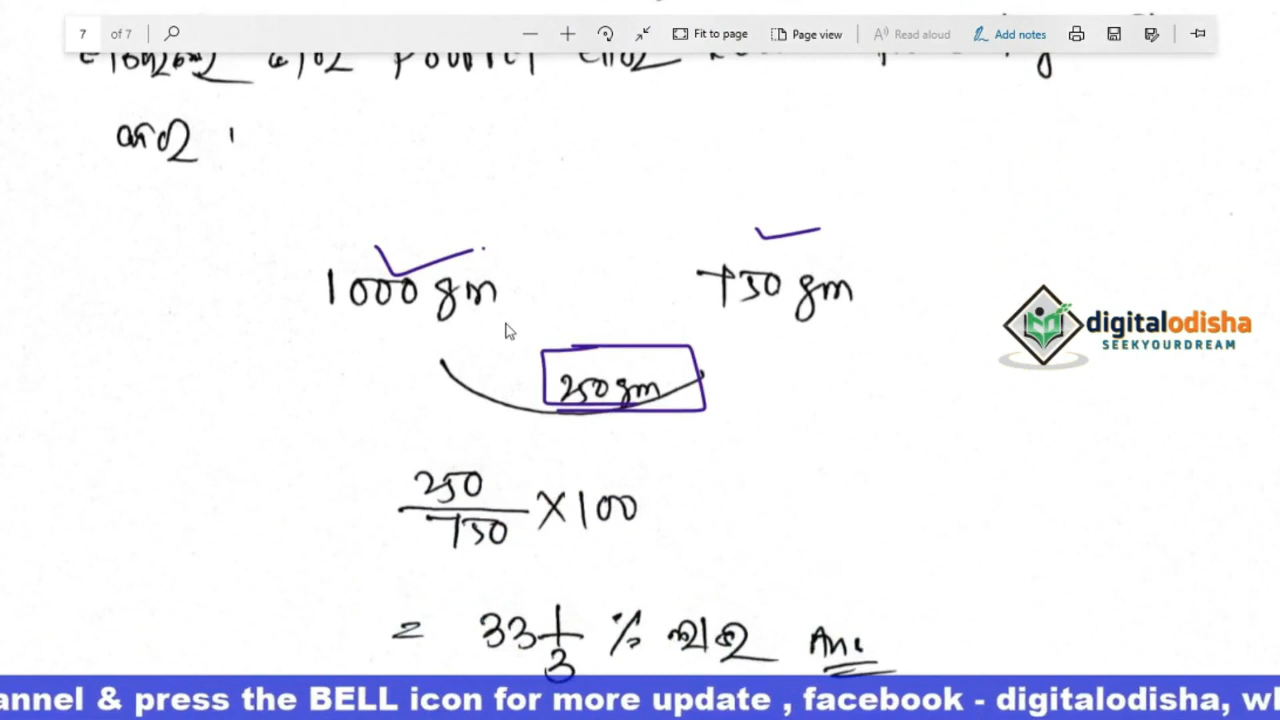 7 of 7 Fit to page Page view Read aloud Add notes
1000 gm 750 gm
250 gm
digitalodisha
SEEKYOURDREAM
250
750 × 100
= 33 1/3 % ଲାଭ Ans
annel & press the BELL icon for more update , facebook - digitalodisha, wh